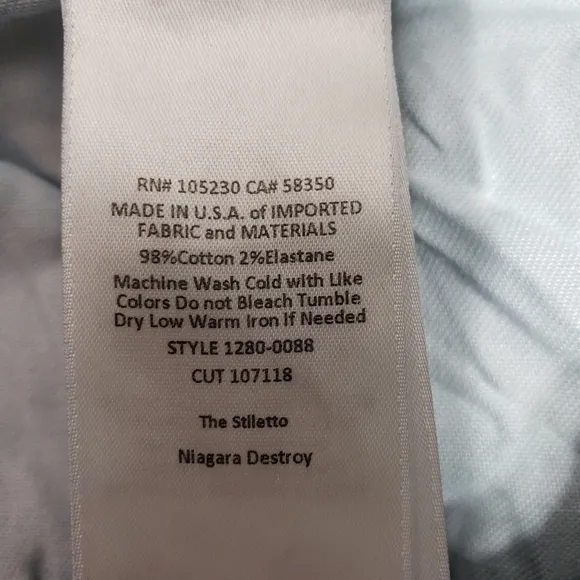 RN# 105230 CA# 58350
MADE IN U.S.A. of IMPORTED
FABRIC and MATERIALS
98%Cotton 2%Elastane
Machine Wash Cold with Like
Colors Do not Bleach Tumble
Dry Low Warm Iron If Needed
STYLE 1280-0088
CUT 107118
The Stiletto
Niagara Destroy